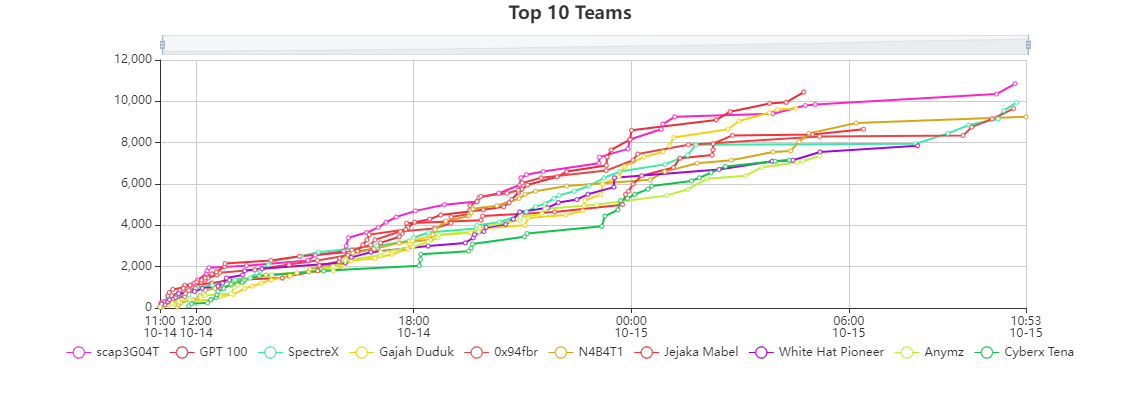 Top 10 Teams
12,000
10,000
8,000
6,000
4,000
2,000
0
11:00 12:00 18:00 00:00 06:00 10:53
10-14 10-14 10-14 10-15 10-15 10-15
scap3G04T GPT 100 SpectreX Gajah Duduk 0x94fbr N4B4T1 Jejaka Mabel White Hat Pioneer Anymz Cyberx Tena